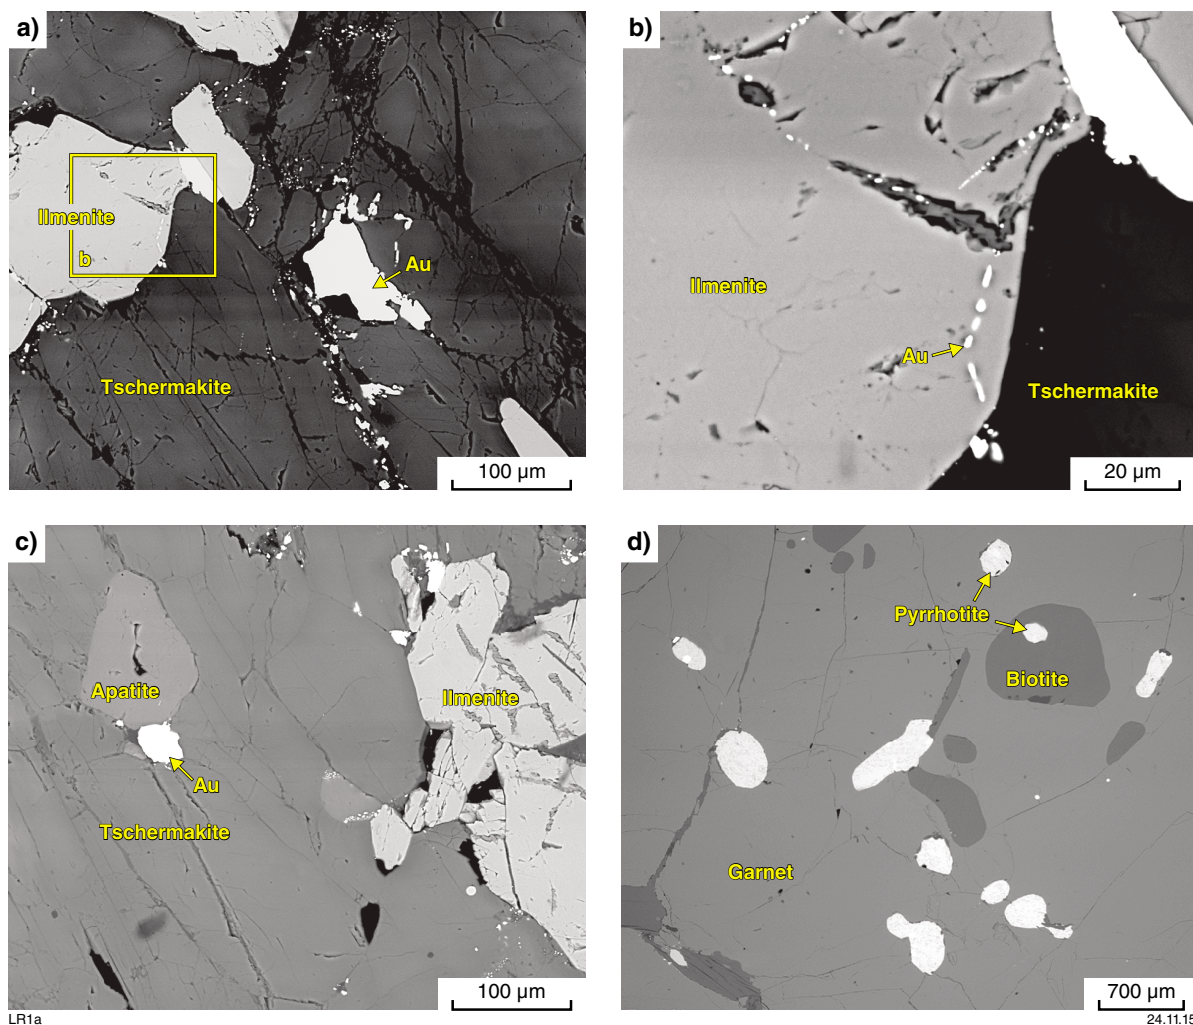 a)
Ilmenite
b
Au
Tschermakite
100 µm
b)
Ilmenite
Au
Tschermakite
20 µm
c)
Apatite
Ilmenite
Au
Tschermakite
100 µm
d)
Pyrrhotite
Biotite
Garnet
700 µm
LR1a
24.11.15